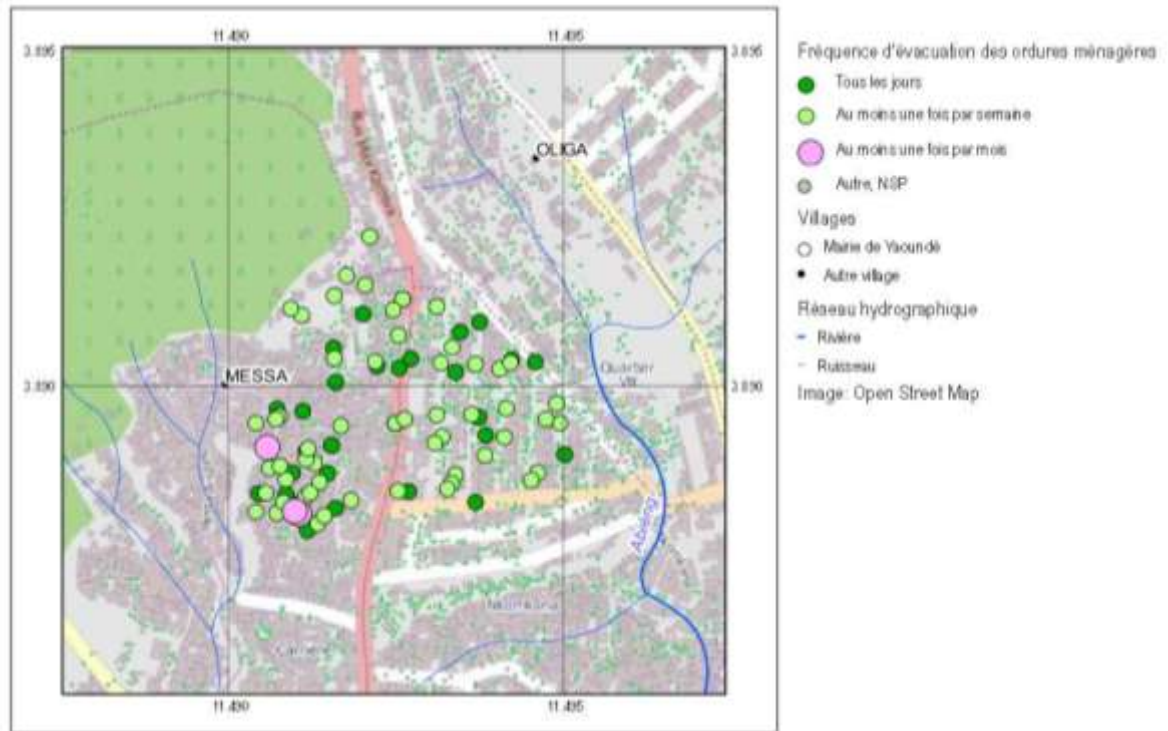 11.490 11.495
3.895 3.895
OLIGA
Quartier
MESSA
3.890 3.890
Abieng
11.490 11.495
Fréquence d'évacuation des ordures ménagères
Tous les jours
Au moins une fois par semaine
Au moins une fois par mois
Autre, NSP
Villages
Mairie de Yaoundé
Autre village
Réseau hydrographique
Rivière
Ruisseau
Image: Open Street Map